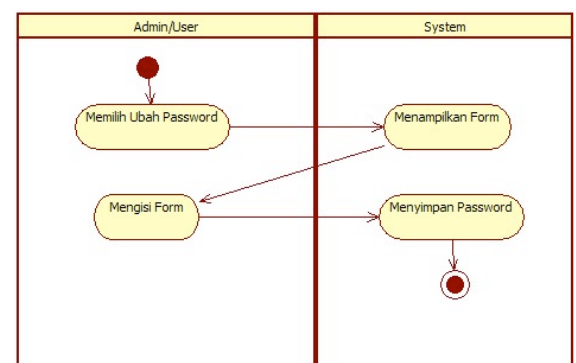 Admin/User
System
Memilih Ubah Password
Menampilkan Form
Mengisi Form
Menyimpan Password